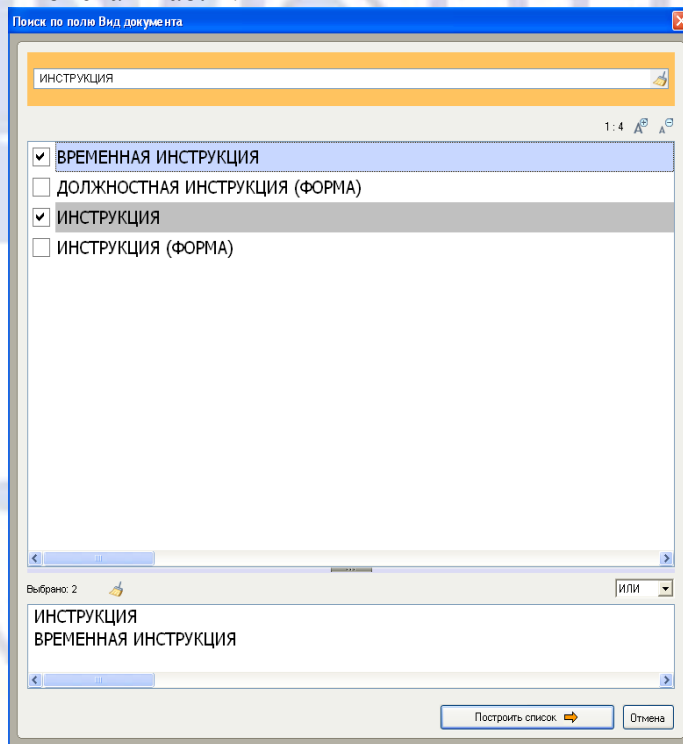 Поиск по полю Вид документа
ИНСТРУКЦИЯ
1 : 4
ВРЕМЕННАЯ ИНСТРУКЦИЯ
ДОЛЖНОСТНАЯ ИНСТРУКЦИЯ (ФОРМА)
ИНСТРУКЦИЯ
ИНСТРУКЦИЯ (ФОРМА)
Выбрано: 2
ИЛИ
ИНСТРУКЦИЯ
ВРЕМЕННАЯ ИНСТРУКЦИЯ
Построить список
Отмена